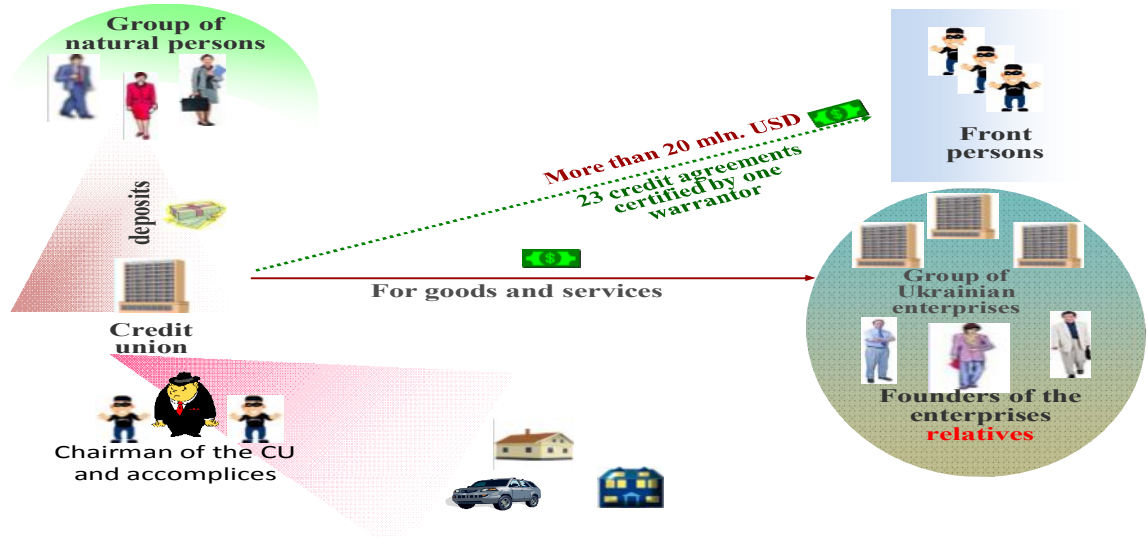 Group of
natural persons
deposits
Credit
union
Chairman of the CU
and accomplices
More than 20 mln. USD
23 credit agreements
certified by one
warrantor
For goods and services
Front
persons
Group of
Ukrainian
enterprises
Founders of the
enterprises
relatives